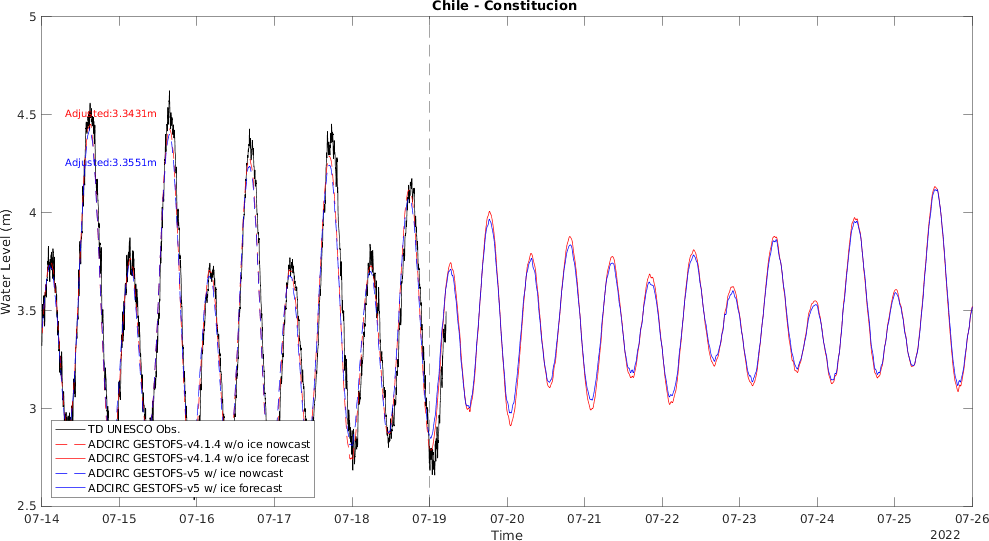 Chile - Constitucion
5
4.5
4
3.5
3
2.5
Water Level (m)
Adjusted:3.3431m
Adjusted:3.3551m
TD UNESCO Obs.
ADCIRC GESTOFS-v4.1.4 w/o ice nowcast
ADCIRC GESTOFS-v4.1.4 w/o ice forecast
ADCIRC GESTOFS-v5 w/ ice nowcast
ADCIRC GESTOFS-v5 w/ ice forecast
07-14 07-15 07-16 07-17 07-18 07-19 07-20 07-21 07-22 07-23 07-24 07-25 07-26
Time
2022